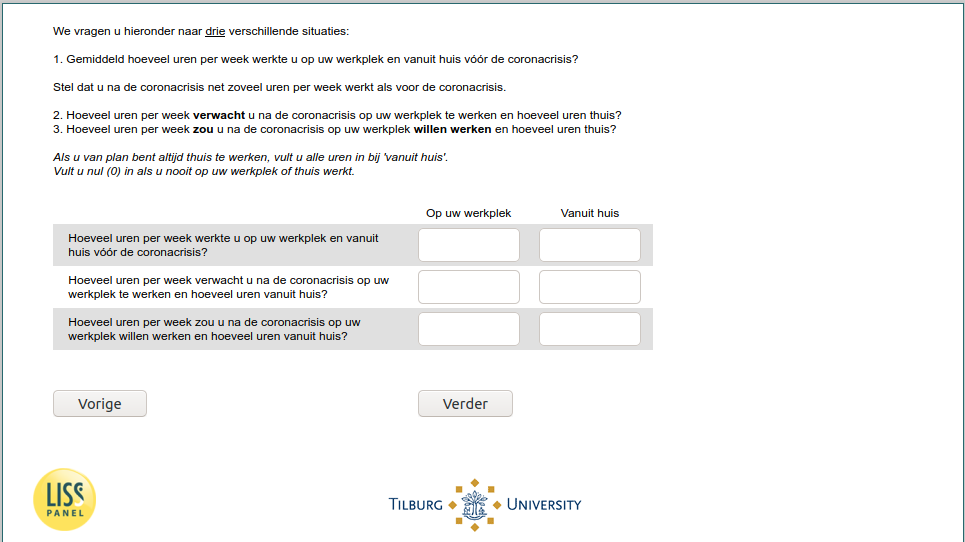 We vragen u hieronder naar drie verschillende situaties:
1. Gemiddeld hoeveel uren per week werkte u op uw werkplek en vanuit huis vóór de coronacrisis?
Stel dat u na de coronacrisis net zoveel uren per week werkt als voor de coronacrisis.
2. Hoeveel uren per week verwacht u na de coronacrisis op uw werkplek te werken en hoeveel uren thuis?
3. Hoeveel uren per week zou u na de coronacrisis op uw werkplek willen werken en hoeveel uren thuis?
Als u van plan bent altijd thuis te werken, vult u alle uren in bij 'vanuit huis'.
Vult u nul (0) in als u nooit op uw werkplek of thuis werkt.
Op uw werkplek Vanuit huis
Hoeveel uren per week werkte u op uw werkplek en vanuit
huis vóór de coronacrisis?
Hoeveel uren per week verwacht u na de coronacrisis op uw
werkplek te werken en hoeveel uren vanuit huis?
Hoeveel uren per week zou u na de coronacrisis op uw
werkplek willen werken en hoeveel uren vanuit huis?
Vorige Verder
LISS
PANEL
TILBURG UNIVERSITY